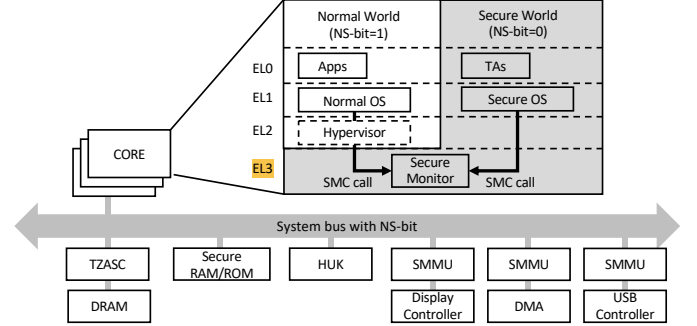 Normal World
(NS-bit=1)
Secure World
(NS-bit=0)
EL0
Apps
TAs
EL1
Normal OS
Secure OS
EL2
Hypervisor
CORE
EL3
Secure
Monitor
SMC call
SMC call
System bus with NS-bit
TZASC
Secure
RAM/ROM
HUK
SMMU
SMMU
SMMU
DRAM
Display
Controller
DMA
USB
Controller